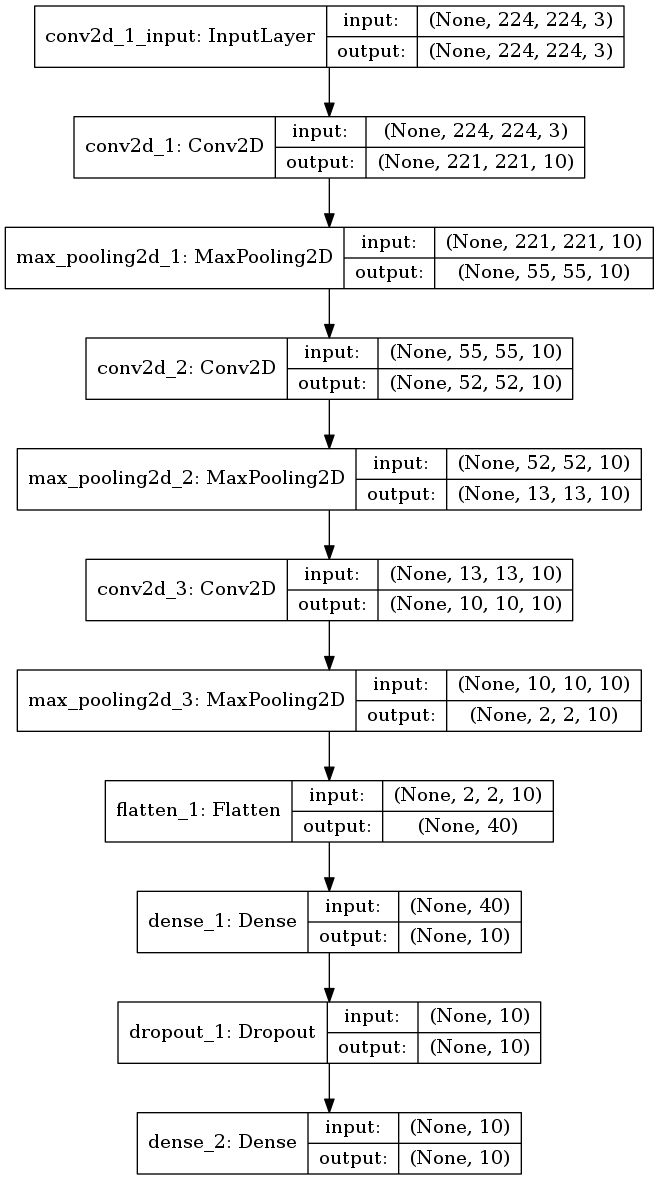 conv2d_1_input: InputLayer
input: (None, 224, 224, 3)
output: (None, 224, 224, 3)
conv2d_1: Conv2D
input: (None, 224, 224, 3)
output: (None, 221, 221, 10)
max_pooling2d_1: MaxPooling2D
input: (None, 221, 221, 10)
output: (None, 55, 55, 10)
conv2d_2: Conv2D
input: (None, 55, 55, 10)
output: (None, 52, 52, 10)
max_pooling2d_2: MaxPooling2D
input: (None, 52, 52, 10)
output: (None, 13, 13, 10)
conv2d_3: Conv2D
input: (None, 13, 13, 10)
output: (None, 10, 10, 10)
max_pooling2d_3: MaxPooling2D
input: (None, 10, 10, 10)
output: (None, 2, 2, 10)
flatten_1: Flatten
input: (None, 2, 2, 10)
output: (None, 40)
dense_1: Dense
input: (None, 40)
output: (None, 10)
dropout_1: Dropout
input: (None, 10)
output: (None, 10)
dense_2: Dense
input: (None, 10)
output: (None, 10)